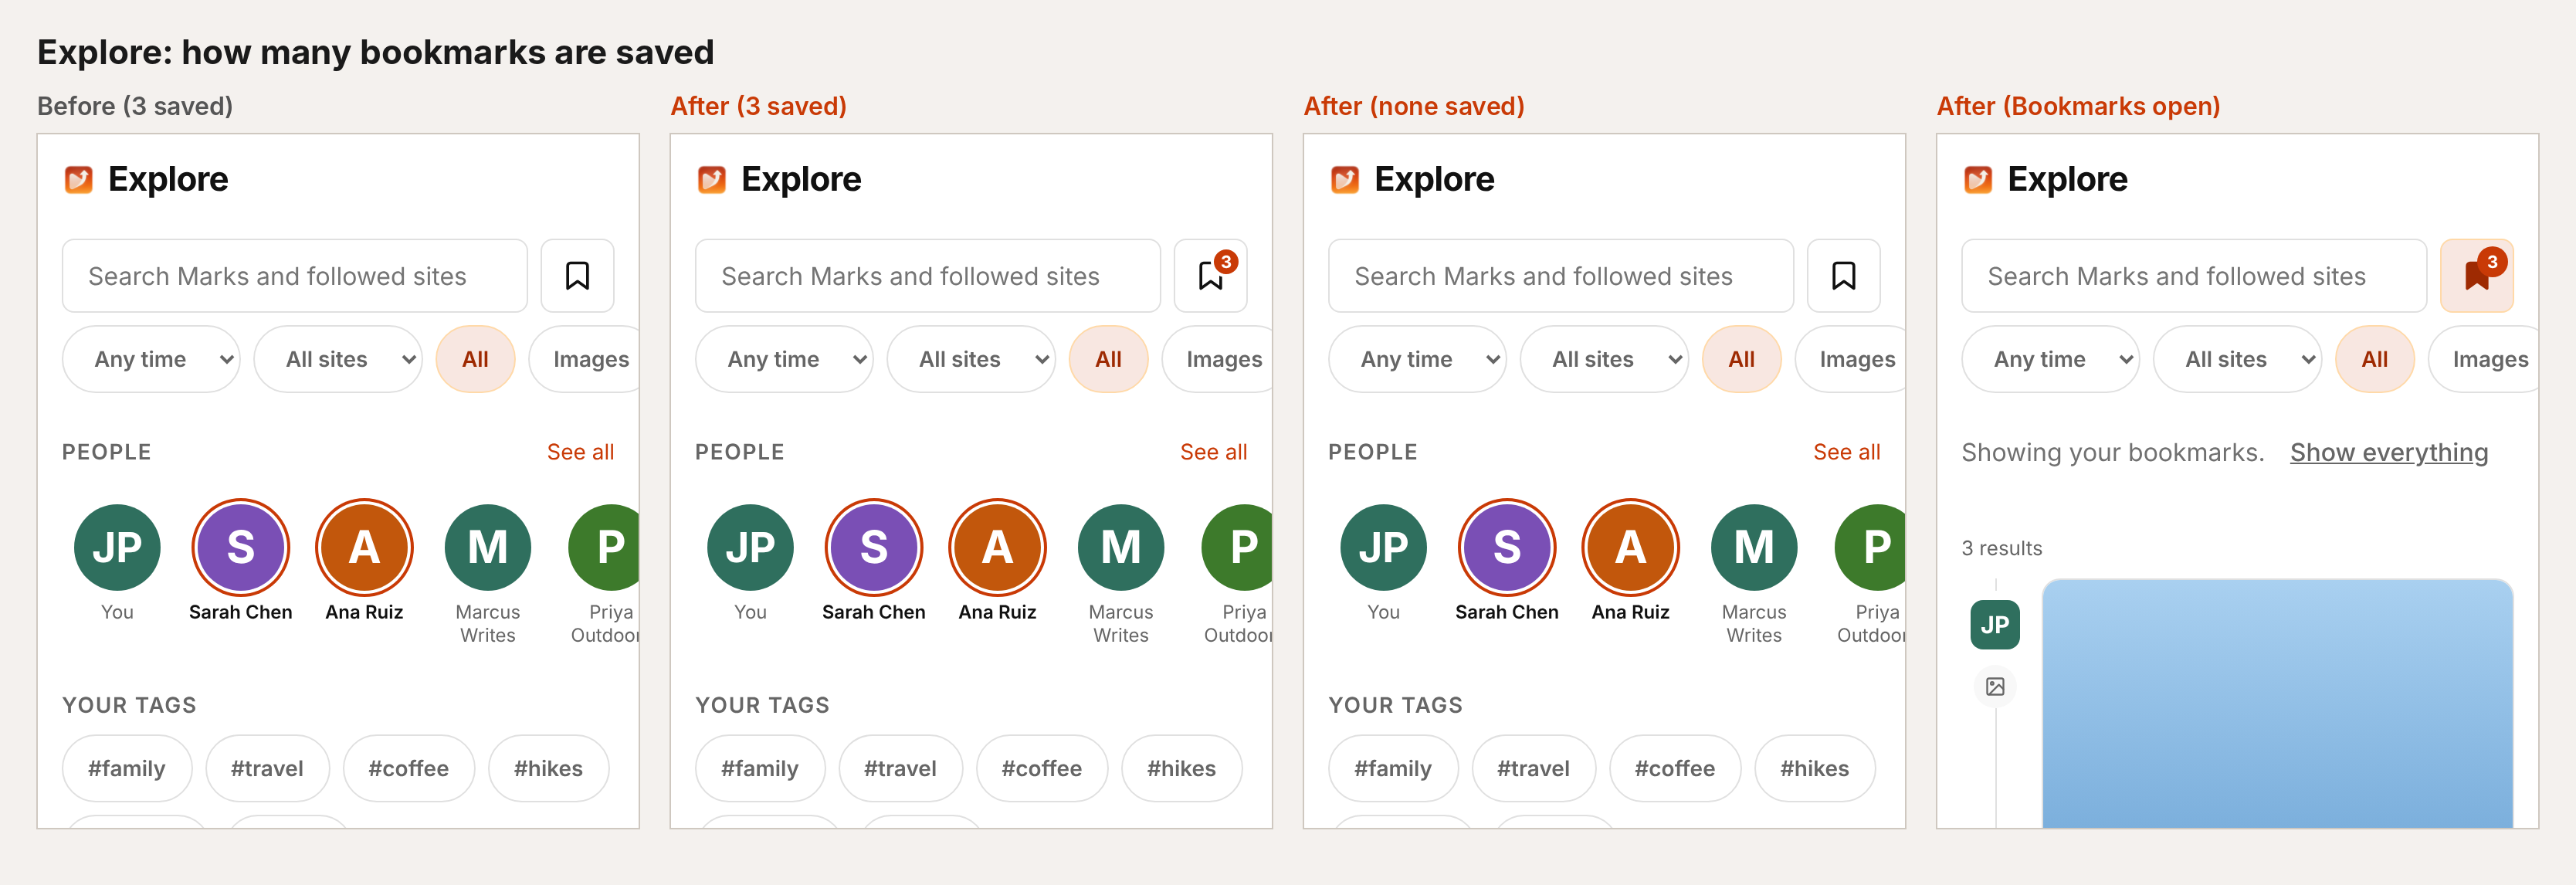 Explore: how many bookmarks are saved
Before (3 saved)
Explore
Search Marks and followed sites
Any time All sites All Images
PEOPLE See all
JP S A M P
You Sarah Chen Ana Ruiz Marcus Writes Priya Outdoor
YOUR TAGS
#family #travel #coffee #hikes
After (3 saved)
Explore
Search Marks and followed sites 3
Any time All sites All Images
PEOPLE See all
JP S A M P
You Sarah Chen Ana Ruiz Marcus Writes Priya Outdoor
YOUR TAGS
#family #travel #coffee #hikes
After (none saved)
Explore
Search Marks and followed sites
Any time All sites All Images
PEOPLE See all
JP S A M P
You Sarah Chen Ana Ruiz Marcus Writes Priya Outdoor
YOUR TAGS
#family #travel #coffee #hikes
After (Bookmarks open)
Explore
Search Marks and followed sites 3
Any time All sites All Images
Showing your bookmarks. Show everything
3 results
JP